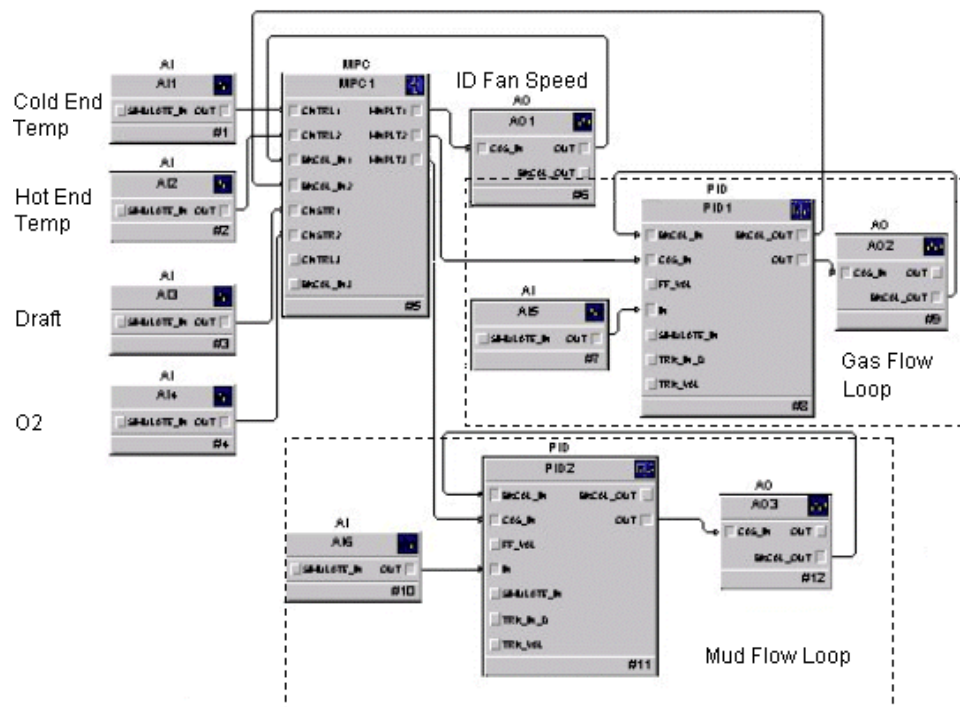 AI
AI1
SIMULATE_IN OUT
#1
Cold End
Temp
AI
AI2
SIMULATE_IN OUT
#2
Hot End
Temp
AI
AI3
SIMULATE_IN OUT
#3
Draft
AI
AI4
SIMULATE_IN OUT
#4
O2
MPC
MPC1
CNTRL1 MNPLT1
CNTRL2 MNPLT2
BKCAL_IN1 MNPLT3
BKCAL_IN2
CNSTR1
CNSTR2
CNTRL3
BKCAL_IN3
#5
ID Fan Speed
AO
AO1
CAS_IN OUT
BKCAL_OUT
#6
AI
AI5
SIMULATE_IN OUT
#7
PID
PID1
BKCAL_IN BKCAL_OUT
CAS_IN OUT
FF_VAL
IN
SIMULATE_IN
TRK_IN_D
TRK_VAL
#8
AO
AO2
CAS_IN OUT
BKCAL_OUT
#9
Gas Flow
Loop
AI
AI6
SIMULATE_IN OUT
#10
PID
PID2
BKCAL_IN BKCAL_OUT
CAS_IN OUT
FF_VAL
IN
SIMULATE_IN
TRK_IN_D
TRK_VAL
#11
AO
AO3
CAS_IN OUT
BKCAL_OUT
#12
Mud Flow Loop